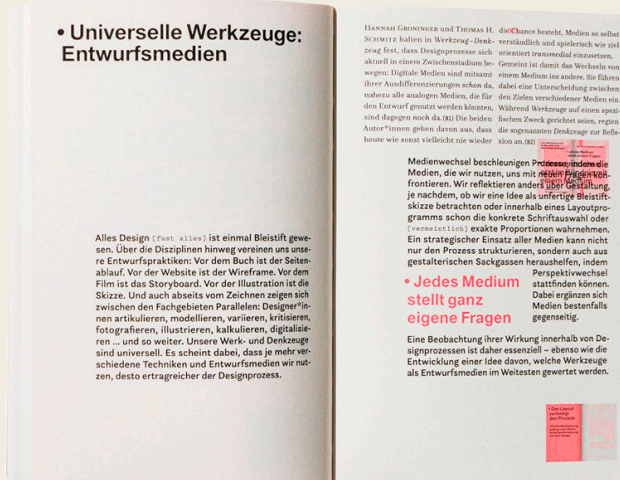 • Universelle Werkzeuge:
Entwurfsmedien
Alles Design [fast alles] ist einmal Bleistift gewe-
sen. Über die Disziplinen hinweg vereinen uns unse-
re Entwurfspraktiken: Vor dem Buch ist der Seiten-
ablauf. Vor der Website ist der Wireframe. Vor dem
Film ist das Storyboard. Vor der Illustration ist die
Skizze. Und auch abseits vom Zeichnen zeigen sich
zwischen den Fachgebieten Parallelen: Designer*in-
nen artikulieren, modellieren, variieren, kritisieren,
fotografieren, illustrieren, kalkulieren, digitalisie-
ren ... und so weiter. Unsere Werk- und Denkzeuge
sind universell. Es scheint dabei, dass je mehr ver-
schiedene Techniken und Entwurfsmedien wir nut-
zen, desto ertragreicher der Designprozess.
Hannah Groninger und Thomas H.
Schmitz halten in Werkzeug–Denk-
zeug fest, dass Designprozesse sich
aktuell in einem Zwischenstadium be-
wegen: Digitale Medien sind mitsamt
ihrer Ausdifferenzierungen schon da,
nahezu alle analogen Medien, die für
den Entwurf genutzt werden könnten,
sind dagegen noch da. (81) Die beiden
Autor*innen gehen davon aus, dass
heute wie sonst vielleicht nie wieder
die Chance besteht, Medien so selbst-
verständlich und spielerisch wie ziel-
orientiert transmedial einzusetzen.
Gemeint ist damit das Wechseln von
einem Medium ins andere. Sie führen
dabei eine Unterscheidung zwischen
den Zielen verschiedener Medien ein.
Während Werkzeuge auf einen spezi-
fischen Zweck gerichtet seien, regten
die sogenannten Denkzeuge zur Refle-
xion an. (82)
Medienwechsel beschleunigen Prozesse, indem die
Medien, die wir nutzen, uns mit neuen Fragen kon-
frontieren. Wir reflektieren anders über Gestaltung,
je nachdem, ob wir eine Idee als unfertige Bleistift-
skizze betrachten oder innerhalb eines Layoutpro-
gramms schon die konkrete Schriftauswahl oder
[vermeintlich] exakte Proportionen wahrnehmen.
Ein strategischer Einsatz aller Medien kann nicht
nur den Prozess strukturieren, sondern auch aus
gestalterischen Sackgassen heraushelfen, indem
Perspektivwechsel
stattfinden können.
Dabei ergänzen sich
Medien bestenfalls
gegenseitig.
• Jedes Medium
stellt ganz
eigene Fragen
Eine Beobachtung ihrer Wirkung innerhalb von De-
signprozessen ist daher essenziell – ebenso wie die
Entwicklung einer Idee davon, welche Werkzeuge
als Entwurfsmedien im Weitesten gewertet werden.
• Das Layout
verfestigt
den Prozess